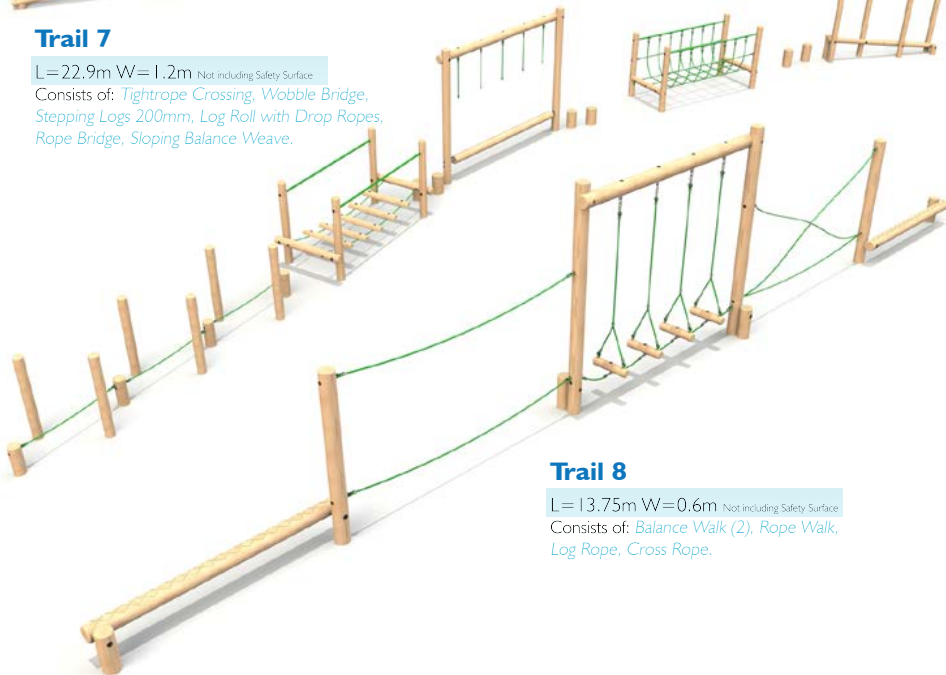 Trail 7
L=22.9m W=1.2m Not including Safety Surface
Consists of: Tightrope Crossing, Wobble Bridge,
Stepping Logs 200mm, Log Roll with Drop Ropes,
Rope Bridge, Sloping Balance Weave.
Trail 8
L=13.75m W=0.6m Not including Safety Surface
Consists of: Balance Walk (2), Rope Walk,
Log Rope, Cross Rope.